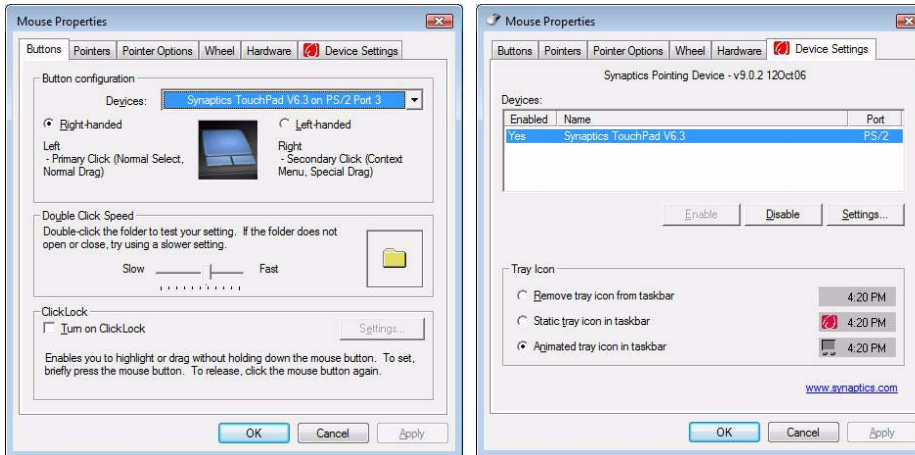 Mouse Properties
Buttons Pointers Pointer Options Wheel Hardware Device Settings
Button configuration
Devices: Synaptics TouchPad V6.3 on PS/2 Port 3
Right-handed
Left-handed
Left
- Primary Click (Normal Select,
Normal Drag)
Right
- Secondary Click (Context
Menu, Special Drag)
Double Click Speed
Double-click the folder to test your setting. If the folder does not
open or close, try using a slower setting.
Slow Fast
ClickLock
Turn on ClickLock
Settings...
Enables you to highlight or drag without holding down the mouse button. To set,
briefly press the mouse button. To release, click the mouse button again.
OK Cancel Apply
Mouse Properties
Buttons Pointers Pointer Options Wheel Hardware Device Settings
Synaptics Pointing Device - v9.0.2 12Oct06
Devices:
Enabled Name Port
Yes Synaptics TouchPad V6.3 PS/2
Enable Disable Settings...
Tray Icon
Remove tray icon from taskbar 4:20 PM
Static tray icon in taskbar 4:20 PM
Animated tray icon in taskbar 4:20 PM
www.synaptics.com
OK Cancel Apply